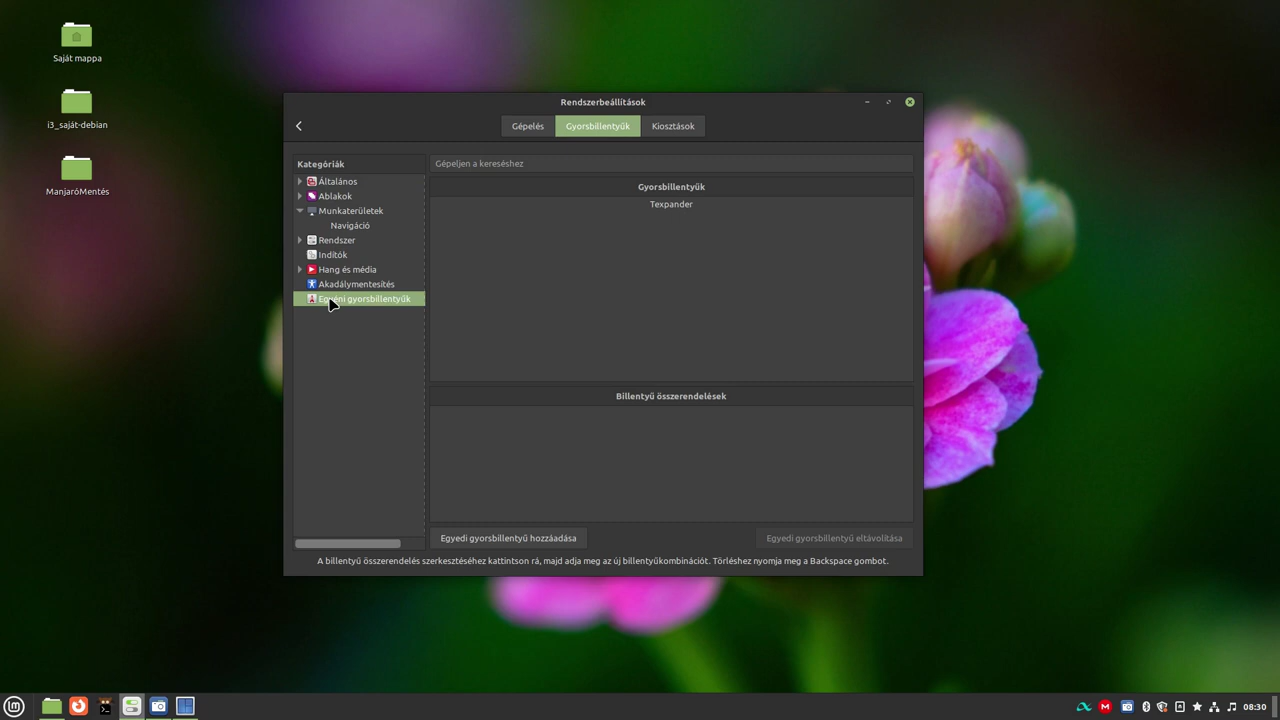 Saját mappa
i3_saját-debian
ManjaróMentés
Rendszerbeállítások
Gépelés
Gyorsbillentyűk
Kiosztások
Kategóriák
Általános
Ablakok
Munkaterületek
Navigáció
Rendszer
Indítók
Hang és média
Akadálymentesítés
Egyéni gyorsbillentyűk
Gépeljen a kereséshez
Gyorsbillentyűk
Texpander
Billentyű összerendelések
Egyedi gyorsbillentyű hozzáadása
Egyedi gyorsbillentyű eltávolítása
A billentyű összerendelés szerkesztéséhez kattintson rá, majd adja meg az új billentyűkombinációt. Törléshez nyomja meg a Backspace gombot.
08:30